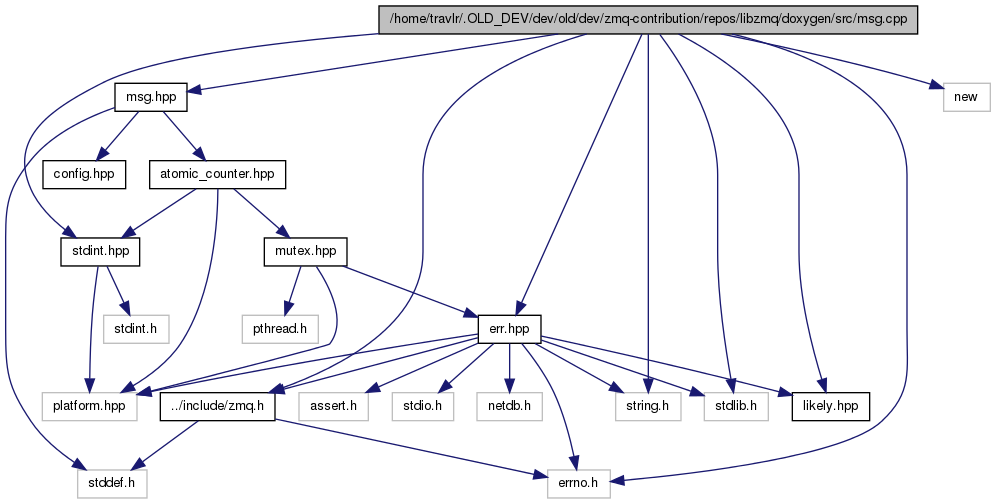 /home/travlr/.OLD_DEV/dev/old/dev/zmq-contribution/repos/libzmq/doxygen/src/msg.cpp
msg.hpp
new
config.hpp
atomic_counter.hpp
stdint.hpp
mutex.hpp
stdint.h
pthread.h
err.hpp
platform.hpp
../include/zmq.h
assert.h
stdio.h
netdb.h
string.h
stdlib.h
likely.hpp
stddef.h
errno.h